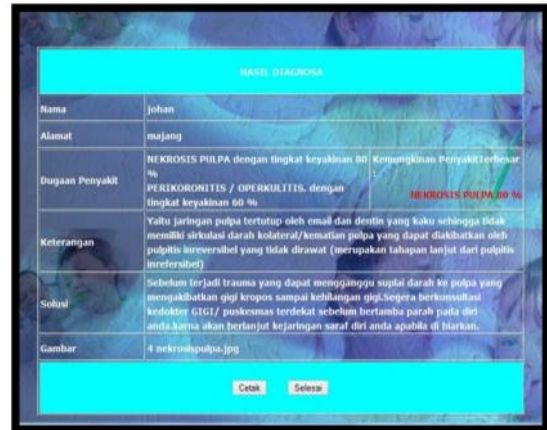 HASIL DIAGNOSA
Nama
johan
Alamat
majang
Dugaan Penyakit
NEKROSIS PULPA dengan tingkat keyakinan 80
%
PERIKORONITIS / OPERKULITIS. dengan
tingkat keyakinan 60 %
Kemungkinan PenyakitTerbesar
:
NEKROSIS PULPA 80 %
Keterangan
Yaitu jaringan pulpa tertutup oleh email dan dentin yang kaku sehingga tidak
memiliki sirkulasi darah kolateral/kematian pulpa yang dapat diakibatkan oleh
pulpitis inreversibel yang tidak dirawat (merupakan tahapan lanjut dari pulpitis
inrefersibel)
Solusi
Sebelum terjadi trauma yang dapat mengganggu suplai darah ke pulpa yang
mengakibatkan gigi kropos sampai kehilangan gigi.Segera berkonsultasi
kedokter GIGI/ puskesmas terdekat sebelum bertamba parah pada diri
anda.karna akan berlanjut kejaringan saraf diri anda apabila di biarkan.
Gambar
4 nekrosispulpa.jpg
Cetak Selesai